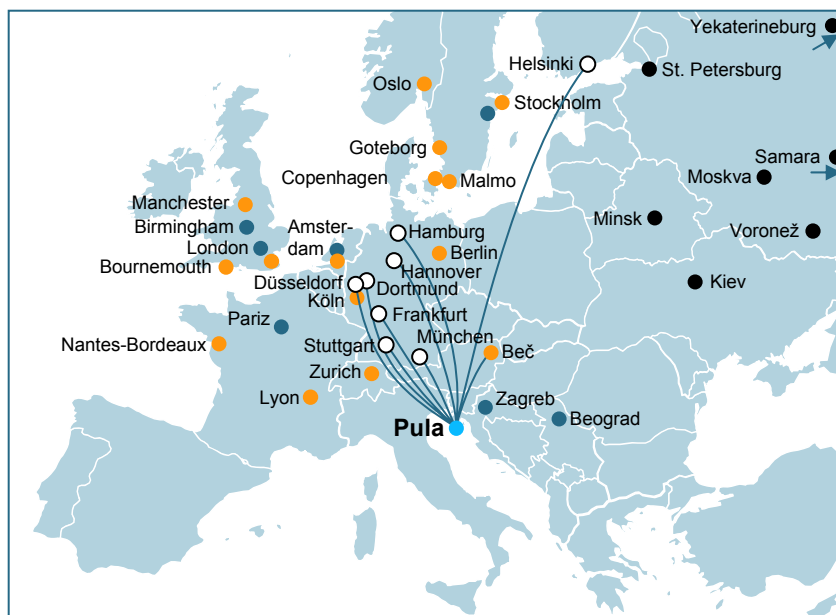 Yekaterineburg
Helsinki
St. Petersburg
Oslo
Stockholm
Goteborg
Samara
Copenhagen
Malmo
Moskva
Manchester
Minsk
Birmingham
Amster-
dam
Hamburg
Voronež
London
Berlin
Bournemouth
Hannover
Düsseldorf
Dortmund
Kiev
Köln
Frankfurt
Pariz
München
Nantes-Bordeaux
Stuttgart
Beč
Zurich
Lyon
Zagreb
Beograd
Pula